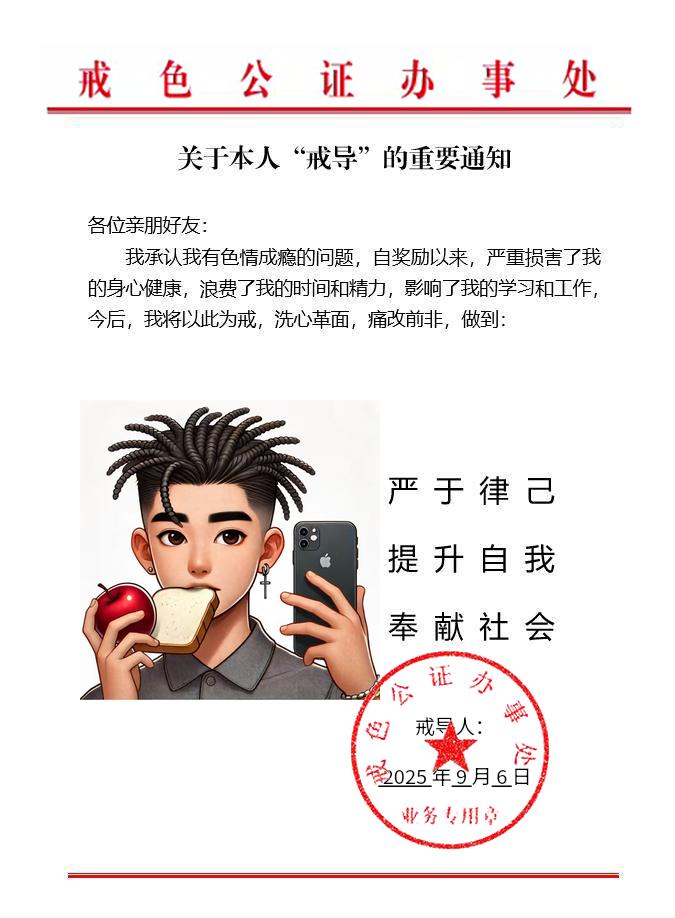 戒色公证办事处
关于本人“戒导”的重要通知
各位亲朋好友：
我承认我有色情成瘾的问题，自奖励以来，严重损害了我
的身心健康，浪费了我的时间和精力，影响了我的学习和工作，
今后，我将以此为戒，洗心革面，痛改前非，做到：
严于律己
提升自我
奉献社会
戒色公证办事处
戒导人：
2025年9月6日
业务专用章